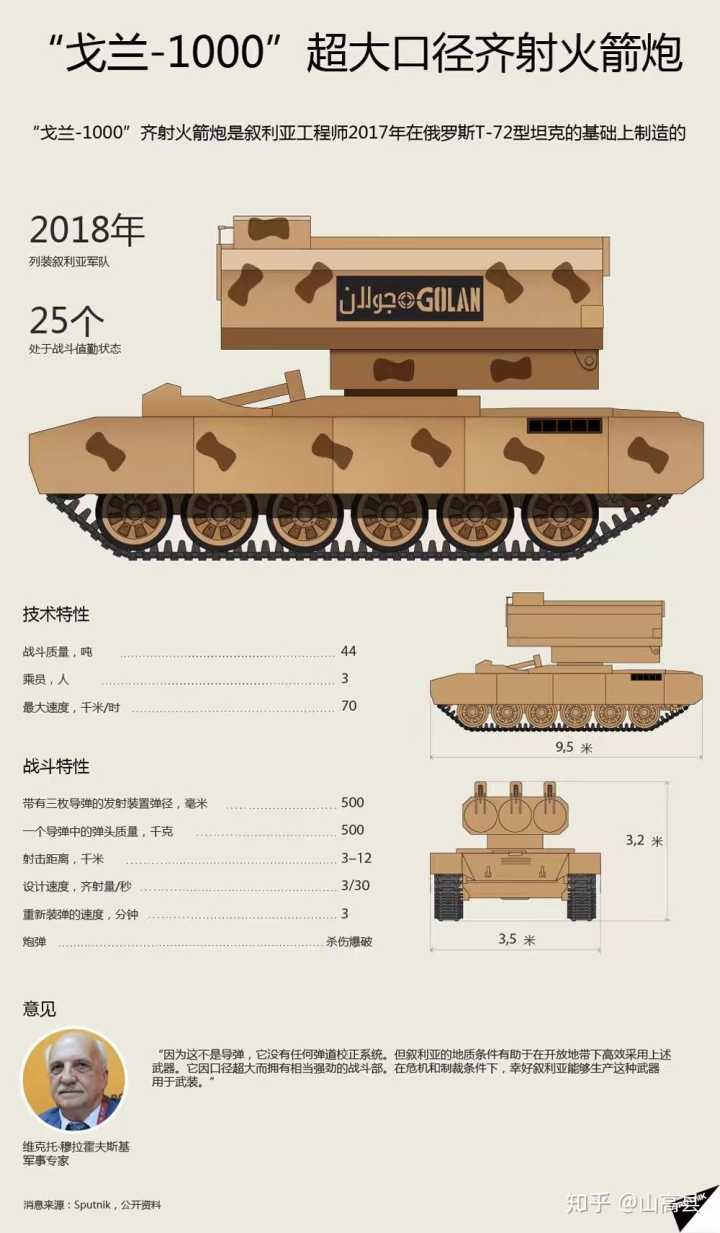 “戈兰-1000”超大口径齐射火箭炮
“戈兰-1000”齐射火箭炮是叙利亚工程师2017年在俄罗斯T-72型坦克的基础上制造的
2018年
列装叙利亚军队
25个
处于战斗值勤状态
جولان GOLAN
技术特性
战斗质量，吨 44
乘员，人 3
最大速度，千米/时 70
9,5 米
战斗特性
带有三枚导弹的发射装置弹径，毫米 500
一个导弹中的弹头质量，千克 500
射击距离，千米 3–12
设计速度，齐射量/秒 3/30
重新装弹的速度，分钟 3
炮弹 杀伤爆破
3,2 米
3,5 米
意见
“因为这不是导弹，它没有任何弹道校正系统。但叙利亚的地质条件有助于在开放地带下高效采用上述
武器。它因口径超大而拥有相当强劲的战斗部。在危机和制裁条件下，幸好叙利亚能够生产这种武器
用于武装。”
维克托·穆拉霍夫斯基
军事专家
消息来源：Sputnik，公开资料
知乎 @山高县